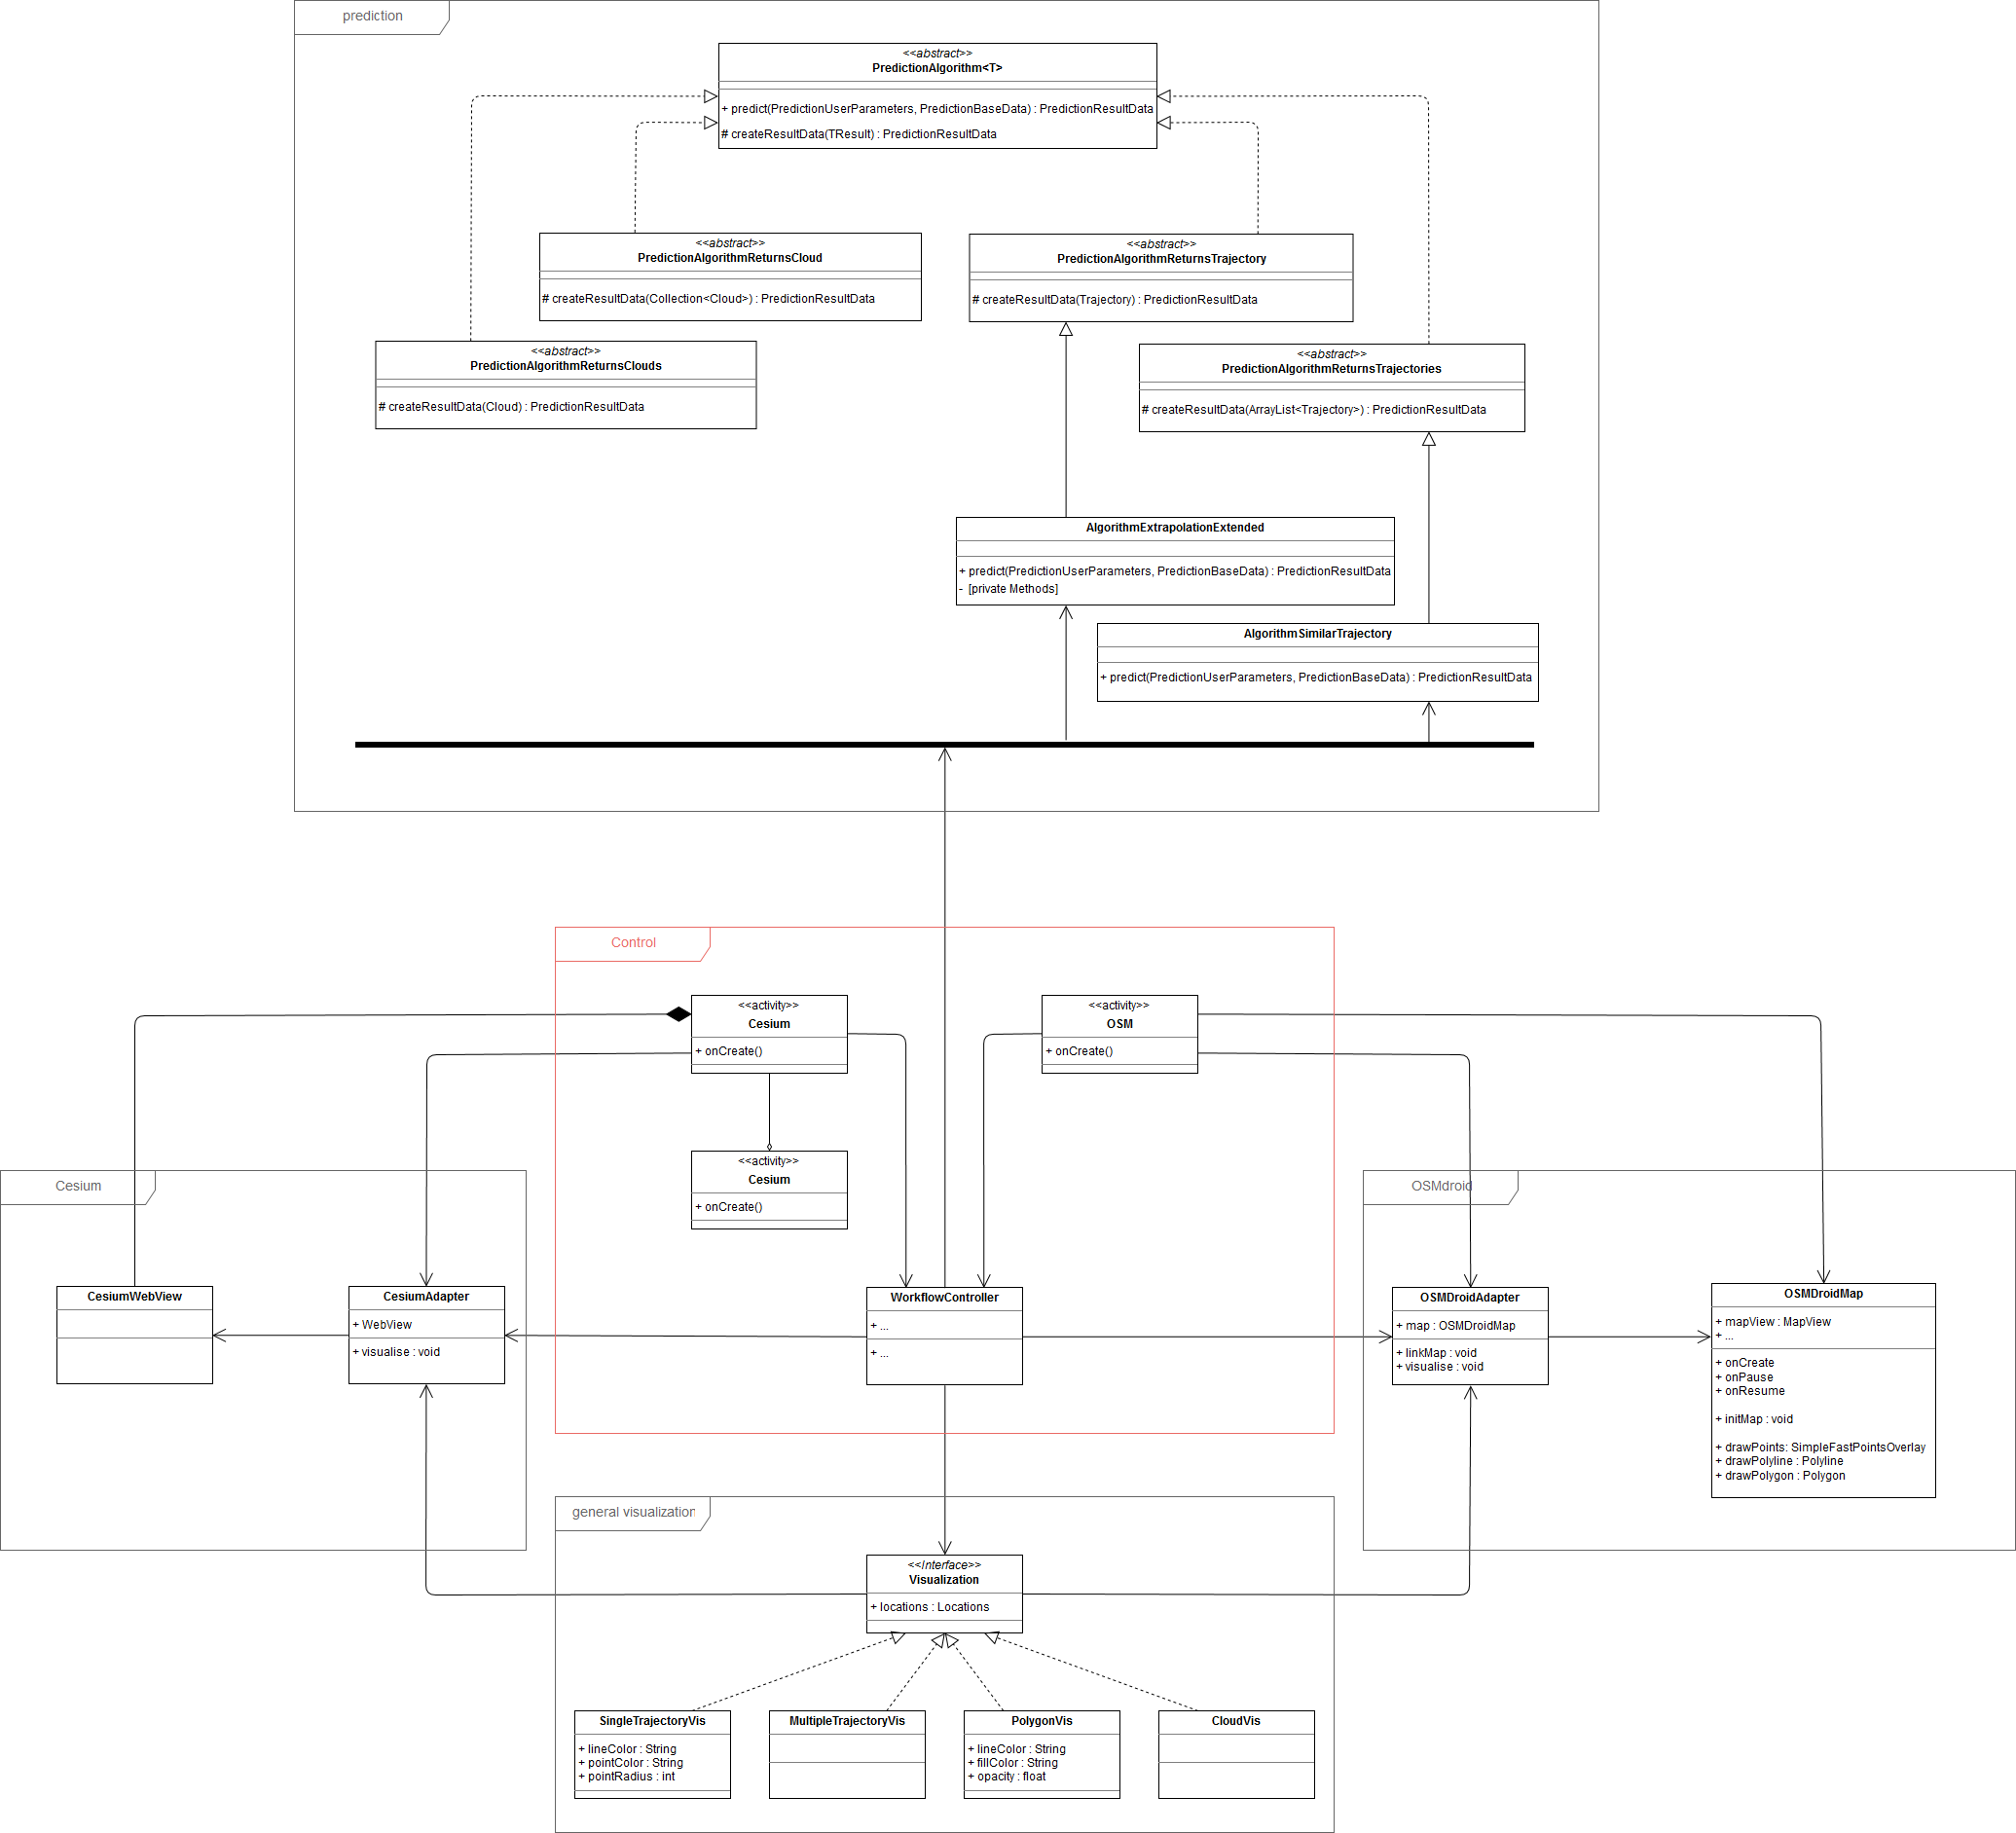 prediction
<<abstract>>
PredictionAlgorithm<T>
+ predict(PredictionUserParameters, PredictionBaseData) : PredictionResultData
# createResultData(TResult) : PredictionResultData
<<abstract>>
PredictionAlgorithmReturnsCloud
# createResultData(Collection<Cloud>) : PredictionResultData
<<abstract>>
PredictionAlgorithmReturnsTrajectory
# createResultData(Trajectory) : PredictionResultData
<<abstract>>
PredictionAlgorithmReturnsClouds
# createResultData(Cloud) : PredictionResultData
<<abstract>>
PredictionAlgorithmReturnsTrajectories
# createResultData(ArrayList<Trajectory>) : PredictionResultData
AlgorithmExtrapolationExtended
+ predict(PredictionUserParameters, PredictionBaseData) : PredictionResultData
- [private Methods]
AlgorithmSimilarTrajectory
+ predict(PredictionUserParameters, PredictionBaseData) : PredictionResultData
Control
<<activity>>
Cesium
+ onCreate()
<<activity>>
OSM
+ onCreate()
<<activity>>
Cesium
+ onCreate()
Cesium
OSMdroid
CesiumWebView
CesiumAdapter
+ WebView
+ visualise : void
WorkflowController
+ ...
+ ...
OSMDroidAdapter
+ map : OSMDroidMap
+ linkMap : void
+ visualise : void
OSMDroidMap
+ mapView : MapView
+ ...
+ onCreate
+ onPause
+ onResume
+ initMap : void
+ drawPoints: SimpleFastPointsOverlay
+ drawPolyline : Polyline
+ drawPolygon : Polygon
general visualization
<<Interface>>
Visualization
+ locations : Locations
SingleTrajectoryVis
+ lineColor : String
+ pointColor : String
+ pointRadius : int
MultipleTrajectoryVis
PolygonVis
+ lineColor : String
+ fillColor : String
+ opacity : float
CloudVis